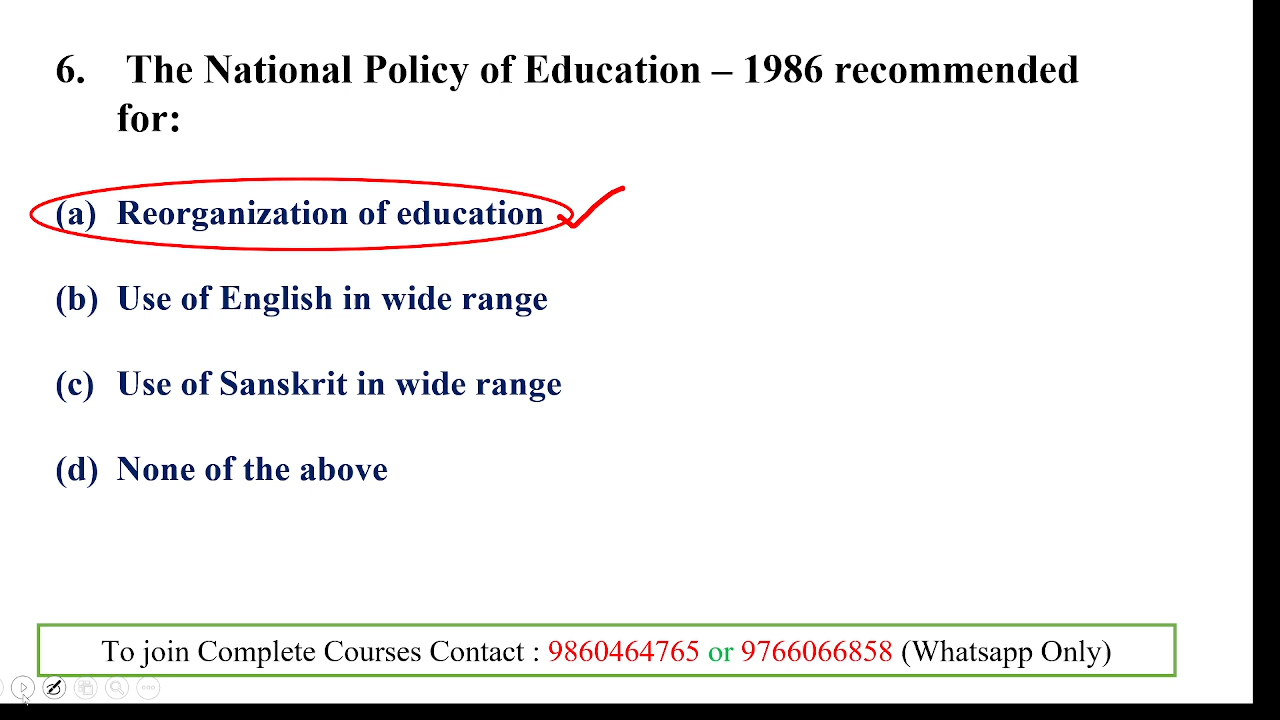 6. The National Policy of Education – 1986 recommended
for:
(a) Reorganization of education
(b) Use of English in wide range
(c) Use of Sanskrit in wide range
(d) None of the above
To join Complete Courses Contact : 9860464765 or 9766066858 (Whatsapp Only)